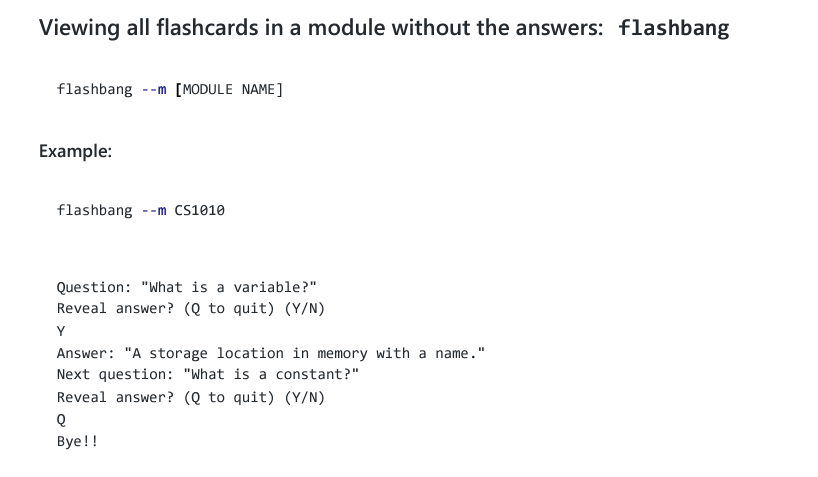 Viewing all flashcards in a module without the answers: flashbang
flashbang --m [MODULE NAME]
Example:
flashbang --m CS1010
Question: "What is a variable?"
Reveal answer? (Q to quit) (Y/N)
Y
Answer: "A storage location in memory with a name."
Next question: "What is a constant?"
Reveal answer? (Q to quit) (Y/N)
Q
Bye!!